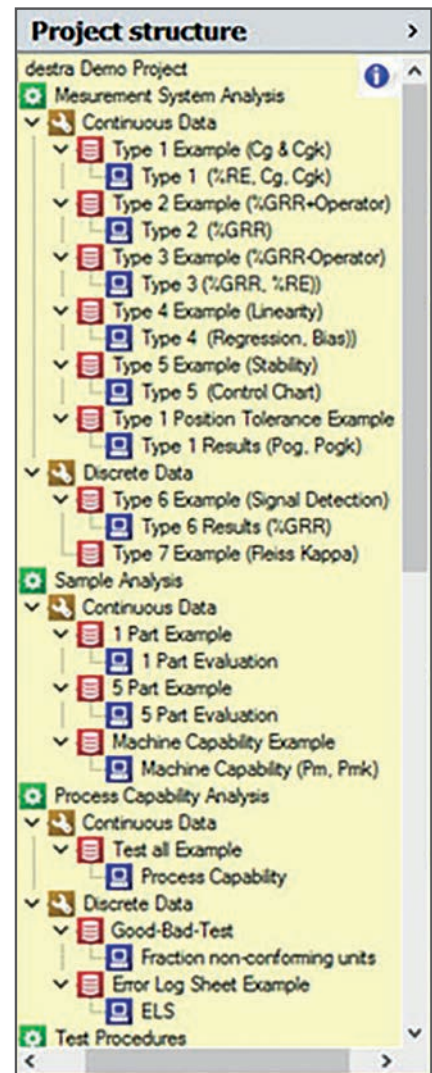 Project structure
destra Demo Project
Mesurement System Analysis
Continuous Data
Type 1 Example (Cg & Cgk)
Type 1 (%RE, Cg, Cgk)
Type 2 Example (%GRR+Operator)
Type 2 (%GRR)
Type 3 Example (%GRR-Operator)
Type 3 (%GRR, %RE))
Type 4 Example (Linearity)
Type 4 (Regression, Bias))
Type 5 Example (Stability)
Type 5 (Control Chart)
Type 1 Position Tolerance Example
Type 1 Results (Pog, Pogk)
Discrete Data
Type 6 Example (Signal Detection)
Type 6 Results (%GRR)
Type 7 Example (Fleiss Kappa)
Sample Analysis
Continuous Data
1 Part Example
1 Part Evaluation
5 Part Example
5 Part Evaluation
Machine Capability Example
Machine Capability (Pm, Pmk)
Process Capability Analysis
Continuous Data
Test all Example
Process Capability
Discrete Data
Good-Bad-Test
Fraction non-conforming units
Error Log Sheet Example
ELS
Test Procedures